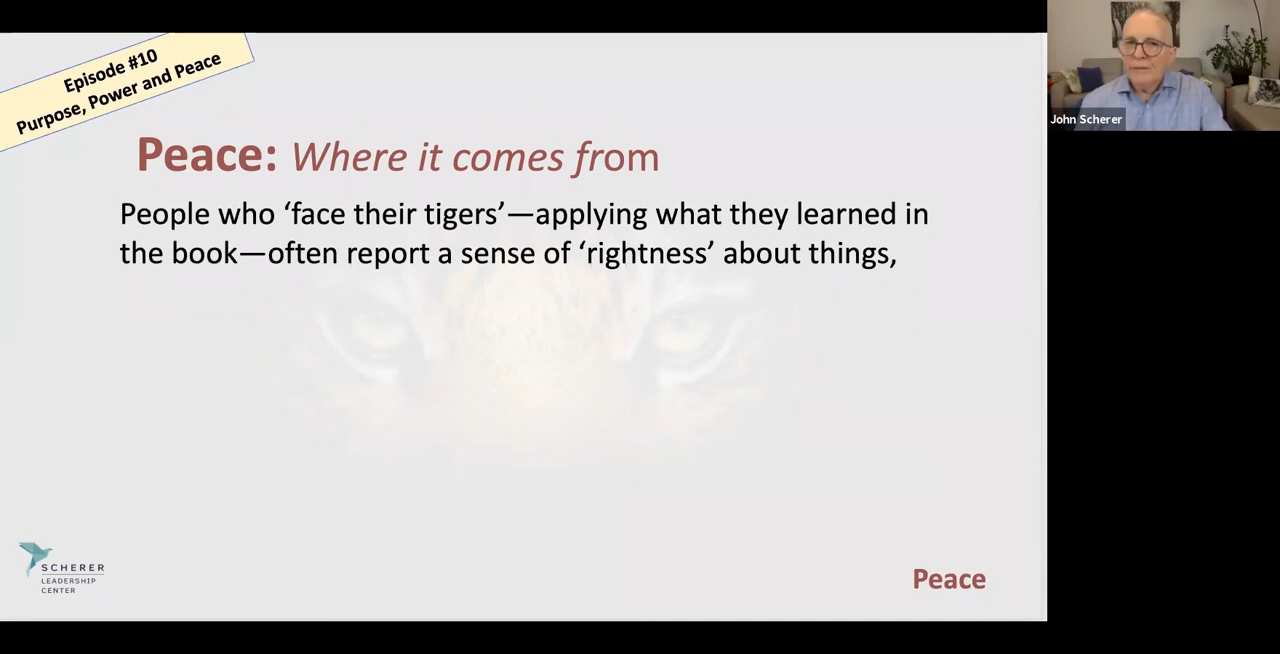 Episode #10
Purpose, Power and Peace
Peace: Where it comes from
People who ‘face their tigers’—applying what they learned in
the book—often report a sense of ‘rightness’ about things,
SCHERER
LEADERSHIP
CENTER
Peace
John Scherer